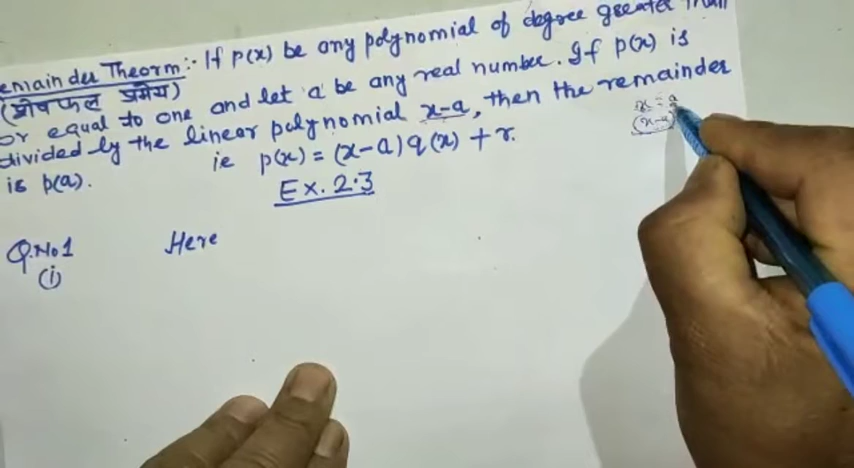 emainder Theorm:- If p(x) be any polynomial of degree greater than
(शेषफल प्रमेय)
or equal to one and let 'a' be any real number. If p(x) is
divided by the linear polynomial x-a, then the remainder
is p(a). ie p(x) = (x-a) q(x) + r.
x = a
(x-a)
Ex. 2.3
Q.No1 Here
(i)